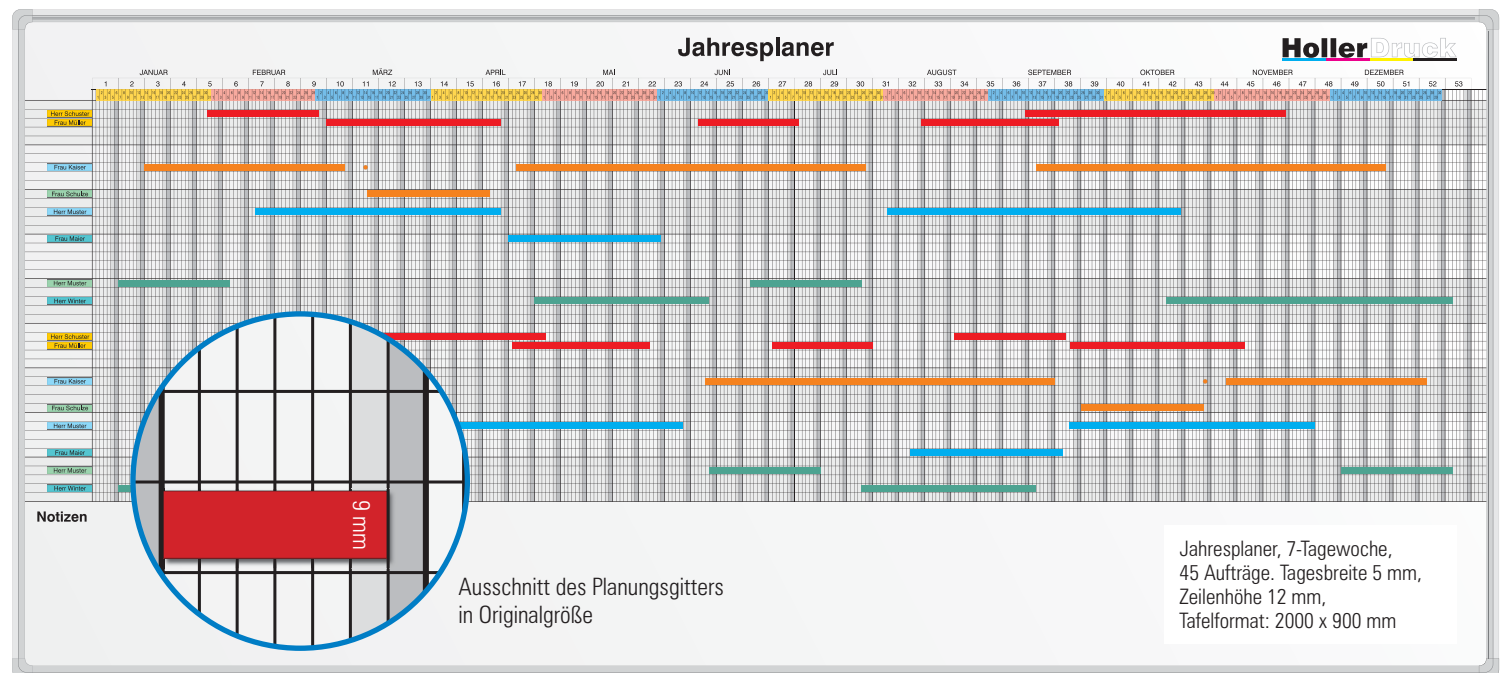 Jahresplaner
HollerDruck
JANUAR FEBRUAR MÄRZ APRIL MAI JUNI JULI AUGUST SEPTEMBER OKTOBER NOVEMBER DEZEMBER
1 2 3 4 5 6 7 8 9 10 11 12 13 14 15 16 17 18 19 20 21 22 23 24 25 26 27 28 29 30 31 32 33 34 35 36 37 38 39 40 41 42 43 44 45 46 47 48 49 50 51 52 53
Herr Schuster
Frau Müller
Frau Kaiser
Frau Schulze
Herr Muster
Frau Maier
Herr Muster
Herr Winter
Herr Schuster
Frau Müller
Frau Kaiser
Frau Schulze
Herr Muster
Frau Maier
Herr Muster
Herr Winter
Notizen
9 mm
Ausschnitt des Planungsgitters
in Originalgröße
Jahresplaner, 7-Tagewoche,
45 Aufträge. Tagesbreite 5 mm,
Zeilenhöhe 12 mm,
Tafelformat: 2000 x 900 mm